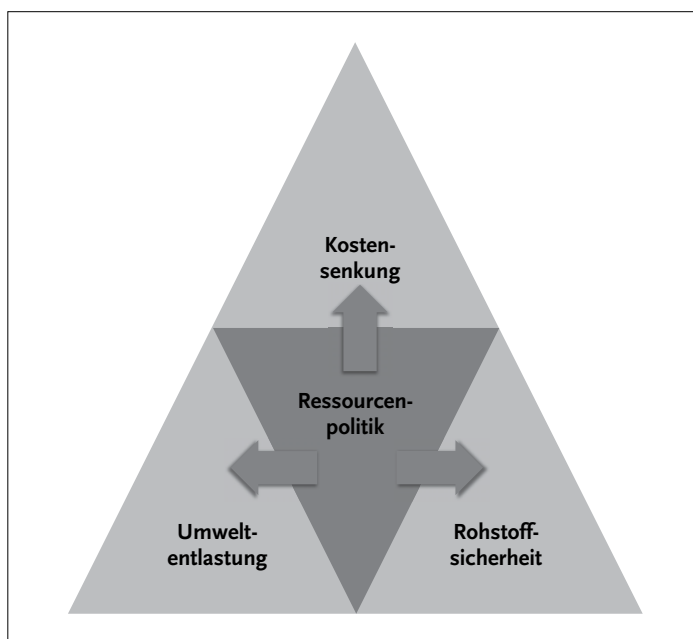 Kosten-
senkung
Ressourcen-
politik
Umwelt-
entlastung
Rohstoff-
sicherheit